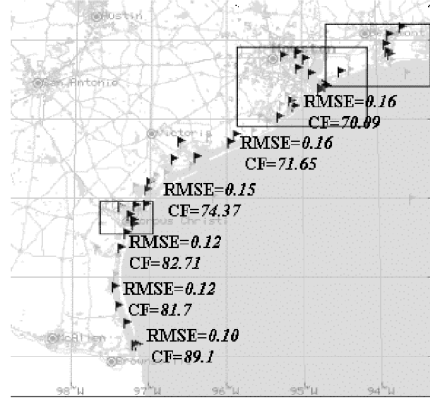 Austin
San Antonio
Victoria
RMSE=0.16
CF=70.09
RMSE=0.16
CF=71.65
RMSE=0.15
CF=74.37
Corpus Christi
RMSE=0.12
CF=82.71
RMSE=0.12
CF=81.7
RMSE=0.10
CF=89.1
98°W 97°W 96°W 95°W 94°W